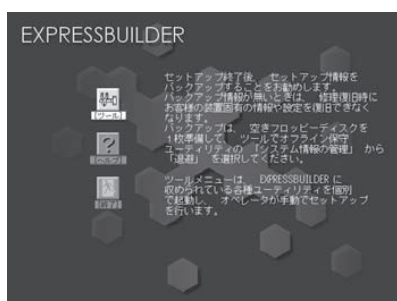 EXPRESSBUILDER
セットアップ終了後、 セットアップ情報を
バックアップすることをお勧めします。
バックアップ情報が無いときは、 修理復旧時に
お客様の装置固有の情報や設定を復旧できなく
なります。
バックアップは、 空きフロッピーディスクを
1枚準備して、 ツールでオフライン保守
ユーティリティの「システム情報の管理」 から
「退避」 を選択してください。
ツールメニューは、 EXPRESSBUILDER に
収められている各種ユーティリティを個別
で起動し、 オペレータが手動でセットアップ
を行います。
[ツール]
[ヘルプ]
[終了]